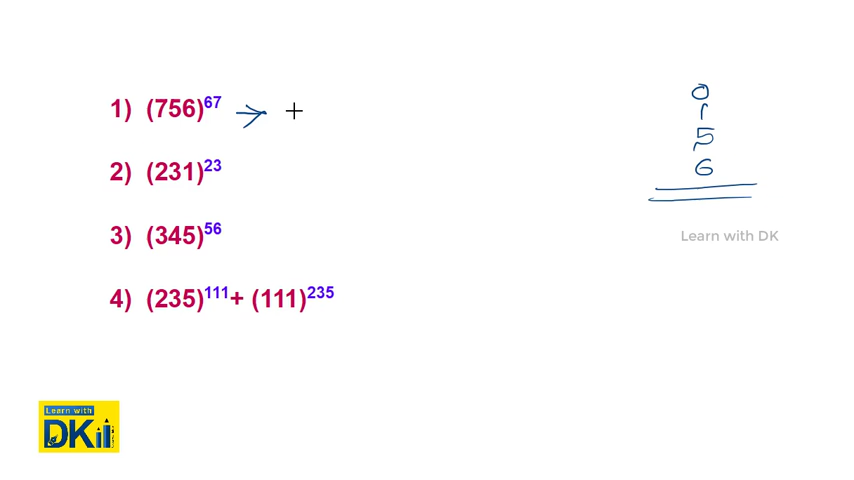 1) (756)^67 →
2) (231)^23
3) (345)^56
4) (235)^111 + (111)^235
0
1
5
6
Learn with DK
Learn with
DK